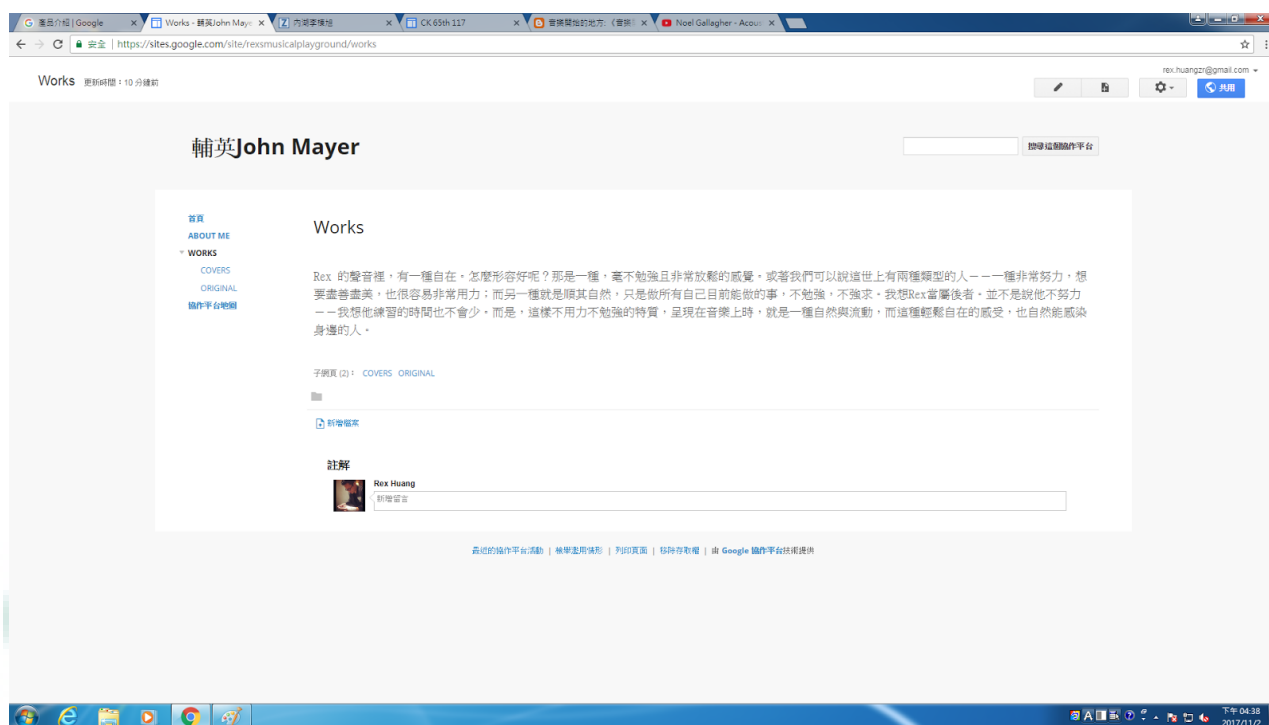 產品介紹 | Google
Works - 輔英John Maye
內湖李榛旭
CK 65th 117
音樂開始的地方:《音樂
Noel Gallagher - Acous
安全 | https://sites.google.com/site/rexsmusicalplayground/works
rex.huangzr@gmail.com
Works 更新時間:10 分鐘前
共用
輔英John Mayer
搜尋這個協作平台
首頁
ABOUT ME
WORKS
COVERS
ORIGINAL
協作平台地圖
Works
Rex 的聲音裡,有一種自在。怎麼形容好呢?那是一種,毫不勉強且非常放鬆的感覺。或著我們可以說這世上有兩種類型的人——一種非常努力,想
要盡善盡美,也很容易非常用力;而另一種就是順其自然,只是做所有自己目前能做的事,不勉強,不強求。我想Rex當屬後者。並不是說他不努力
——我想他練習的時間也不會少。而是,這樣不用力不勉強的特質,呈現在音樂上時,就是一種自然與流動,而這種輕鬆自在的感受,也自然能感染
身邊的人。
子網頁 (2): COVERS ORIGINAL
新增檔案
註解
Rex Huang
新增留言
最近的協作平台活動 | 檢舉濫用情形 | 列印頁面 | 移除存取權 | 由 Google 協作平台技術提供
下午 04:38
2017/11/2